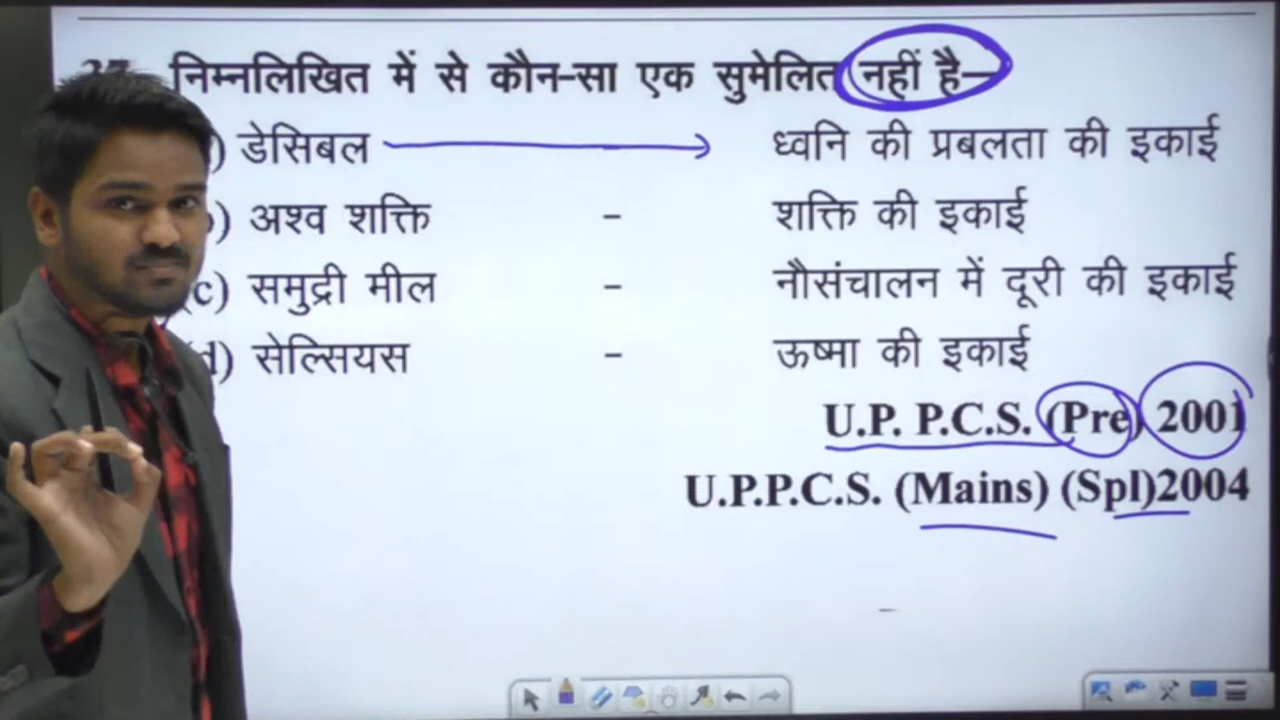 निम्नलिखित में से कौन-सा एक सुमेलित नहीं है–
) डेसिबल - ध्वनि की प्रबलता की इकाई
) अश्व शक्ति - शक्ति की इकाई
(c) समुद्री मील - नौसंचालन में दूरी की इकाई
d) सेल्सियस - ऊष्मा की इकाई
U.P. P.C.S. (Pre) 2001
U.P.P.C.S. (Mains) (Spl)2004